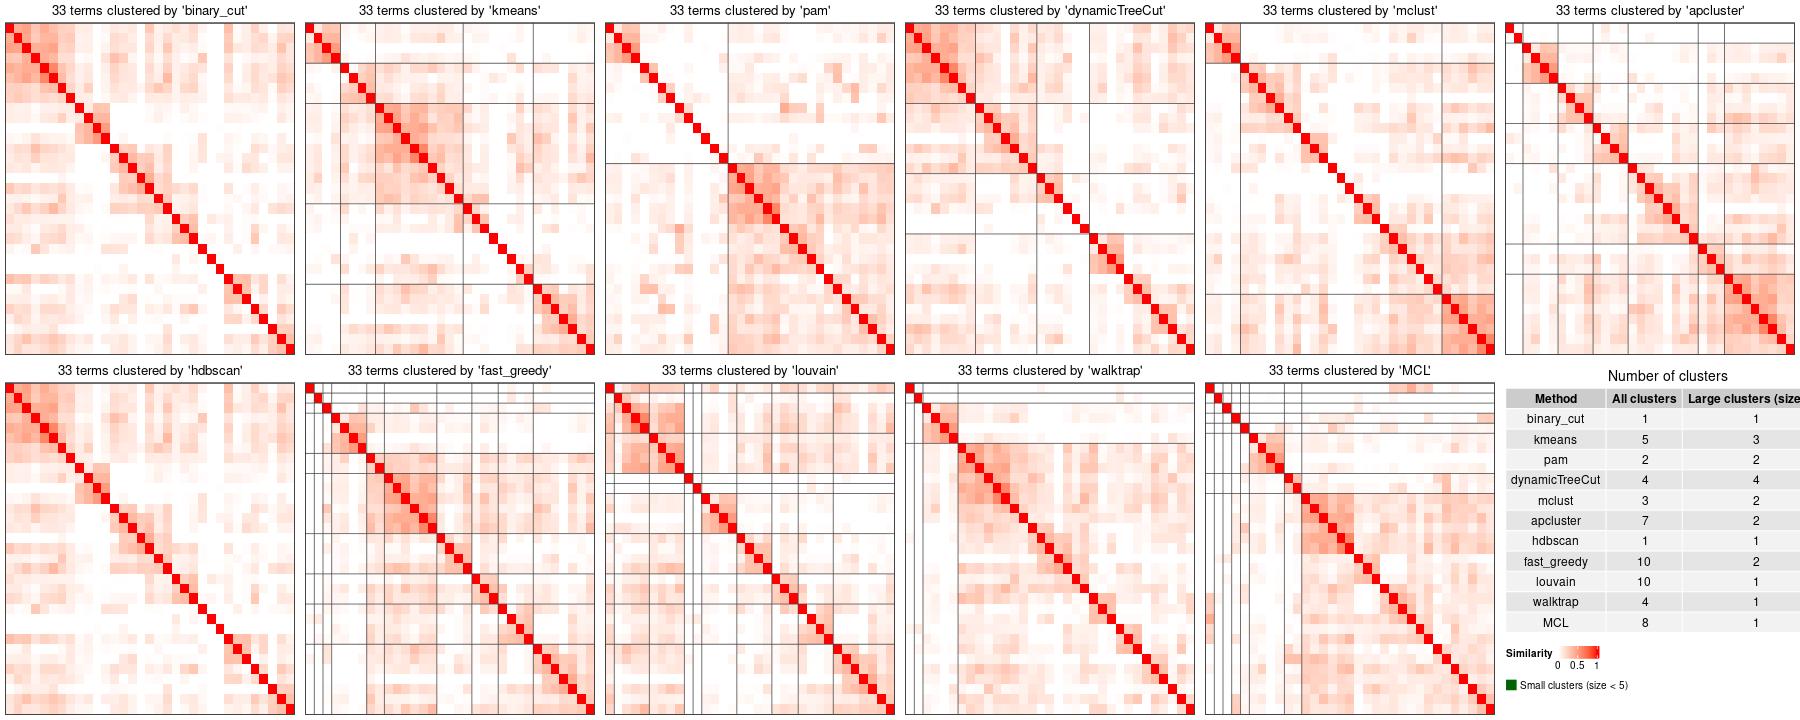 33 terms clustered by 'binary_cut'
33 terms clustered by 'kmeans'
33 terms clustered by 'pam'
33 terms clustered by 'dynamicTreeCut'
33 terms clustered by 'mclust'
33 terms clustered by 'apcluster'
33 terms clustered by 'hdbscan'
33 terms clustered by 'fast_greedy'
33 terms clustered by 'louvain'
33 terms clustered by 'walktrap'
33 terms clustered by 'MCL'
Number of clusters
Method All clusters Large clusters (size
binary_cut 1 1
kmeans 5 3
pam 2 2
dynamicTreeCut 4 4
mclust 3 2
apcluster 7 2
hdbscan 1 1
fast_greedy 10 2
louvain 10 1
walktrap 4 1
MCL 8 1
Similarity
0 0.5 1
Small clusters (size < 5)